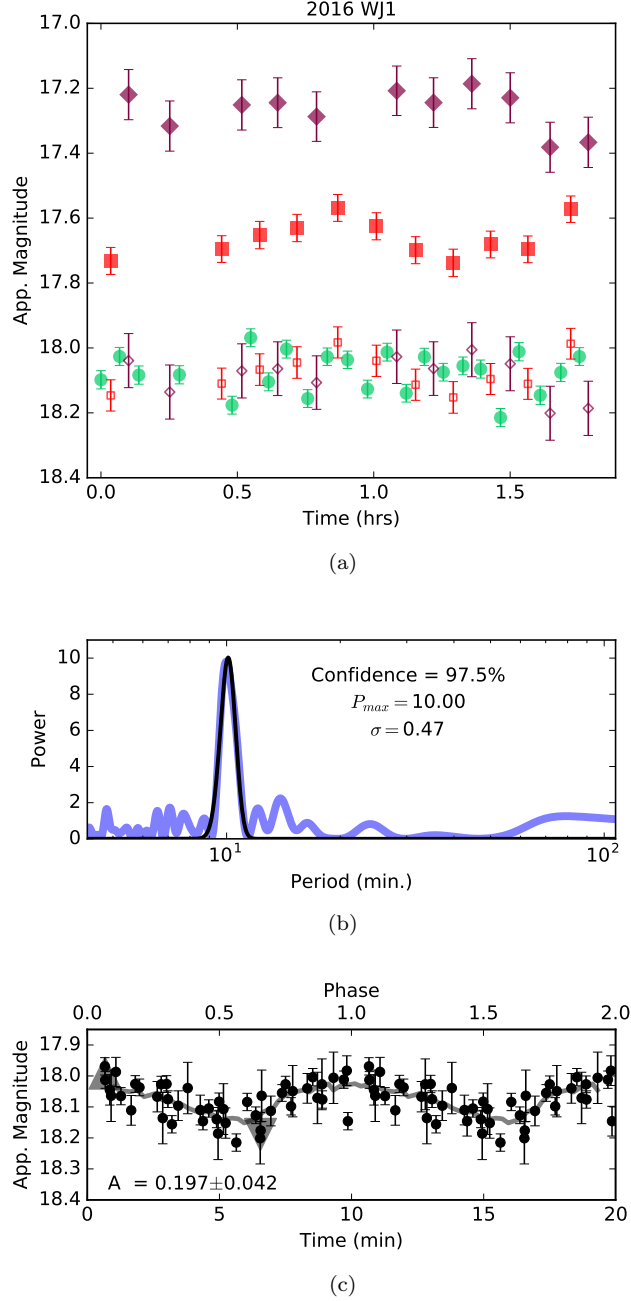 2016 WJ1
17.0
17.2
17.4
17.6
17.8
18.0
18.2
18.4
App. Magnitude
0.0 0.5 1.0 1.5
Time (hrs)
(a)
10
8
6
4
2
0
Power
Confidence = 97.5%
P_max = 10.00
σ = 0.47
10¹ 10²
Period (min.)
(b)
Phase
0.0 0.5 1.0 1.5 2.0
17.9
18.0
18.1
18.2
18.3
18.4
App. Magnitude
A = 0.197±0.042
0 5 10 15 20
Time (min)
(c)